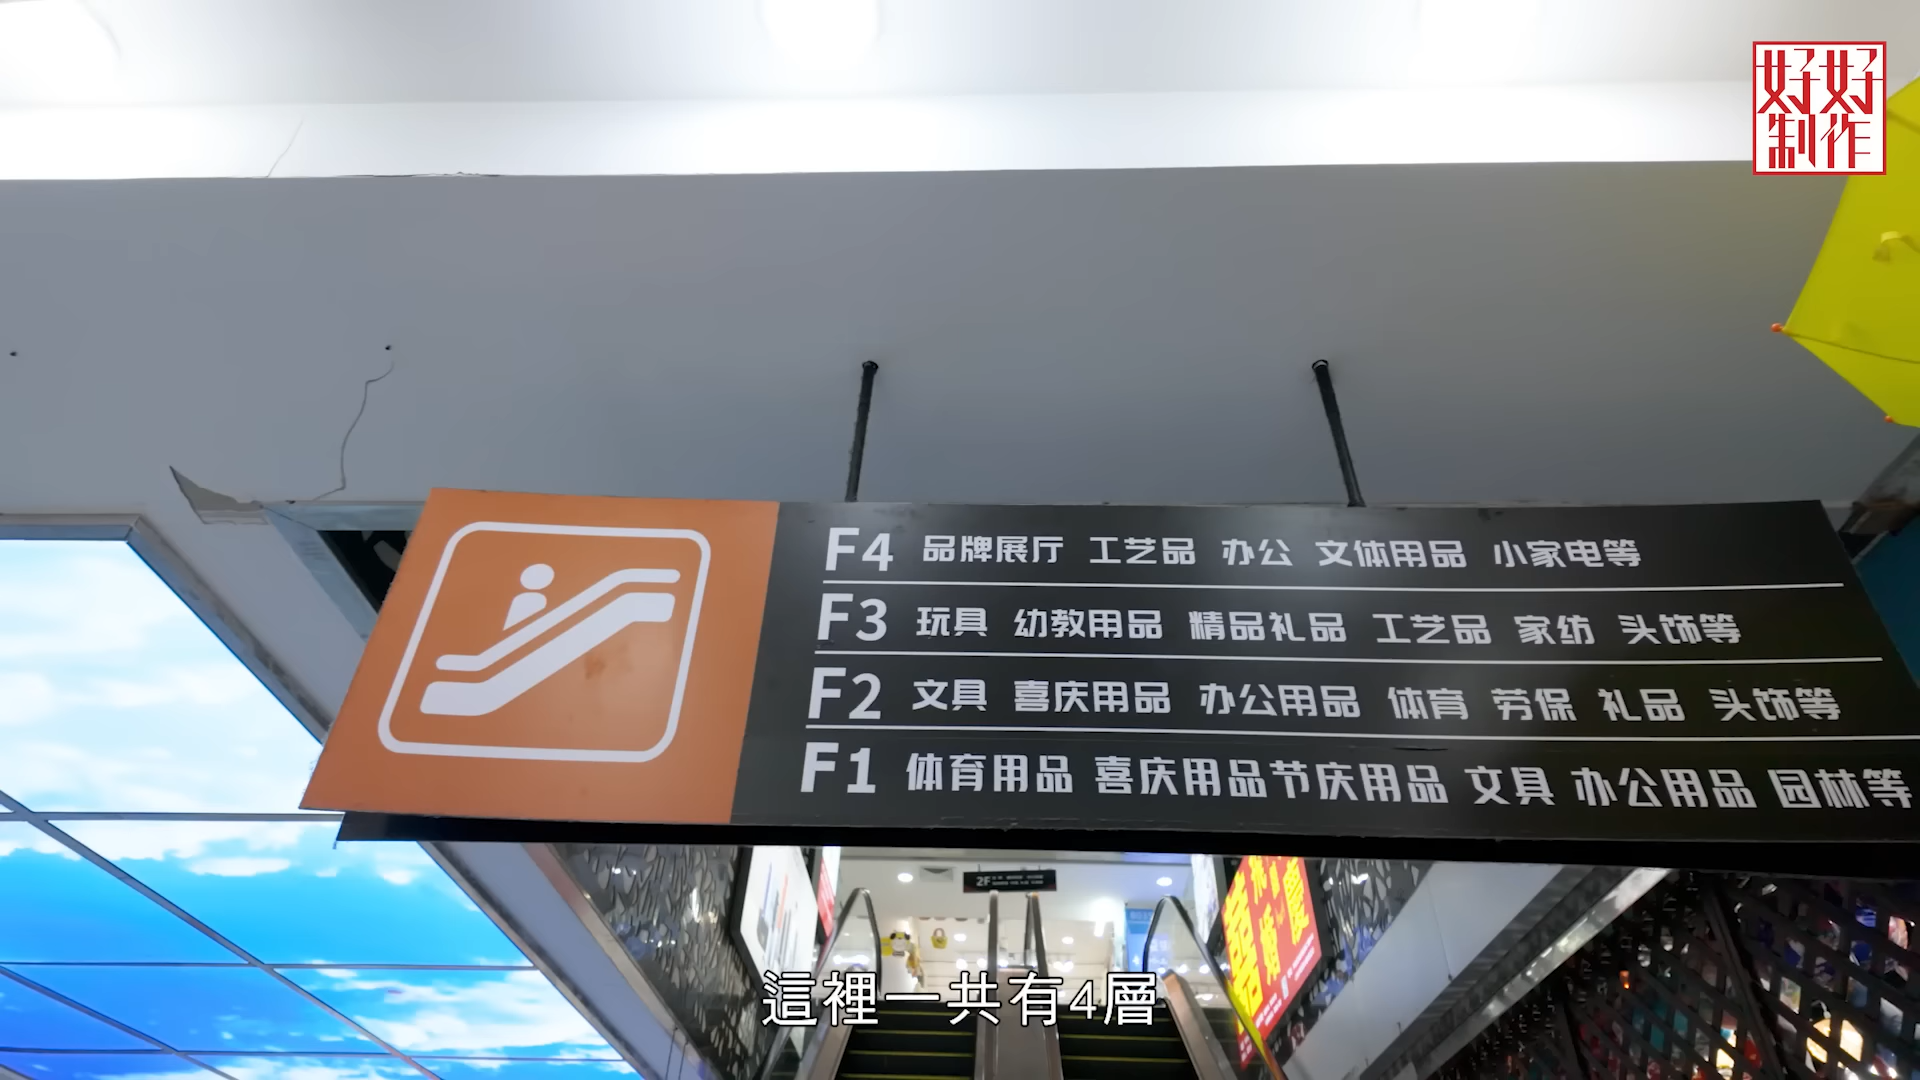 好好
制作
F4 品牌展厅 工艺品 办公 文体用品 小家电等
F3 玩具 幼教用品 精品礼品 工艺品 家纺 头饰等
F2 文具 喜庆用品 办公用品 体育 劳保 礼品 头饰等
F1 体育用品 喜庆用品节庆用品 文具 办公用品 园林等
2F
這裡一共有4層